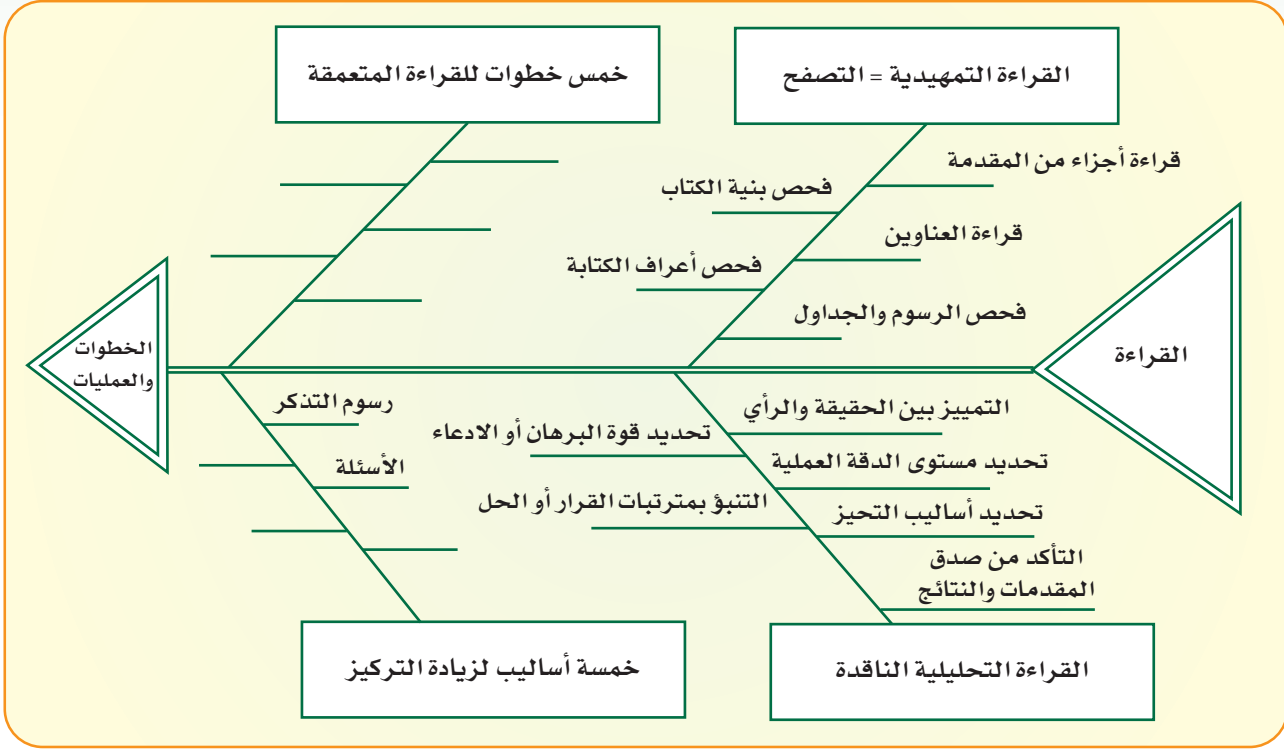 القراءة التمهيدية = التصفح
خمس خطوات للقراءة المتعمقة
قراءة أجزاء من المقدمة
فحص بنية الكتاب
قراءة العناوين
فحص أعراف الكتابة
فحص الرسوم والجداول
القراءة
الخطوات
والعمليات
التمييز بين الحقيقة والرأي
تحديد قوة البرهان أو الادعاء
تحديد مستوى الدقة العملية
التنبؤ بمترتبات القرار أو الحل
تحديد أساليب التحيز
التأكد من صدق
المقدمات والنتائج
رسوم التذكر
الأسئلة
القراءة التحليلية الناقدة
خمسة أساليب لزيادة التركيز